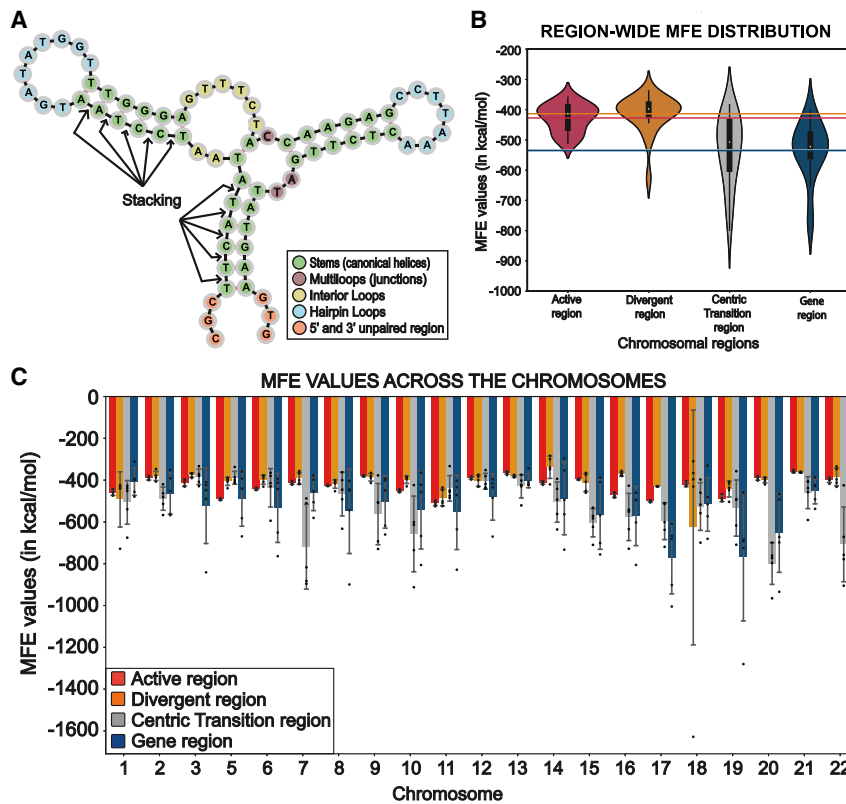 A
T A T G G T
T T G G G A G T T T C T
A T A G T A A T C C T A A T
C C A A G A G C C T T A A A C T C T T G A T
Stacking
Stems (canonical helices)
Multiloops (junctions)
Interior Loops
Hairpin Loops
5' and 3' unpaired region
B
REGION-WIDE MFE DISTRIBUTION
MFE values (in kcal/mol)
-200
-300
-400
-500
-600
-700
-800
-900
-1000
Active region
Divergent region
Centric Transition region
Gene region
Chromosomal regions
C
MFE VALUES ACROSS THE CHROMOSOMES
MFE values (in kcal/mol)
0
-200
-400
-600
-800
-1000
-1200
-1400
-1600
Active region
Divergent region
Centric Transition region
Gene region
1 2 3 5 6 7 8 9 10 11 12 13 14 15 16 17 18 19 20 21 22
Chromosome